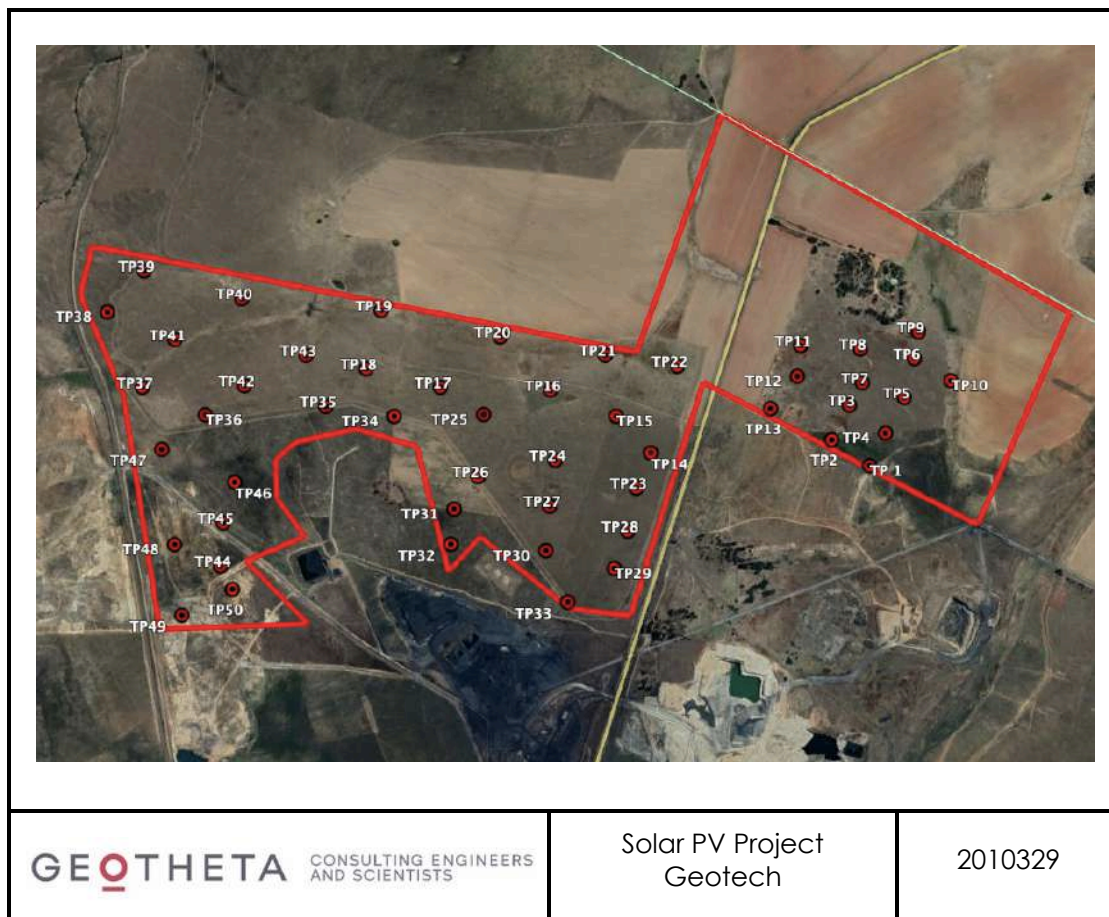 TP39
TP40
TP38
TP19
TP20
TP41
TP43
TP18
TP21
TP22
TP9
TP11
TP8
TP6
TP37
TP42
TP17
TP16
TP12
TP7
TP5
TP10
TP36
TP35
TP34
TP25
TP15
TP13
TP3
TP4
TP2
TP1
TP47
TP46
TP26
TP24
TP14
TP23
TP45
TP31
TP27
TP28
TP48
TP32
TP30
TP44
TP29
TP50
TP49
TP33
GEOTHETA CONSULTING ENGINEERS
AND SCIENTISTS
Solar PV Project
Geotech
2010329